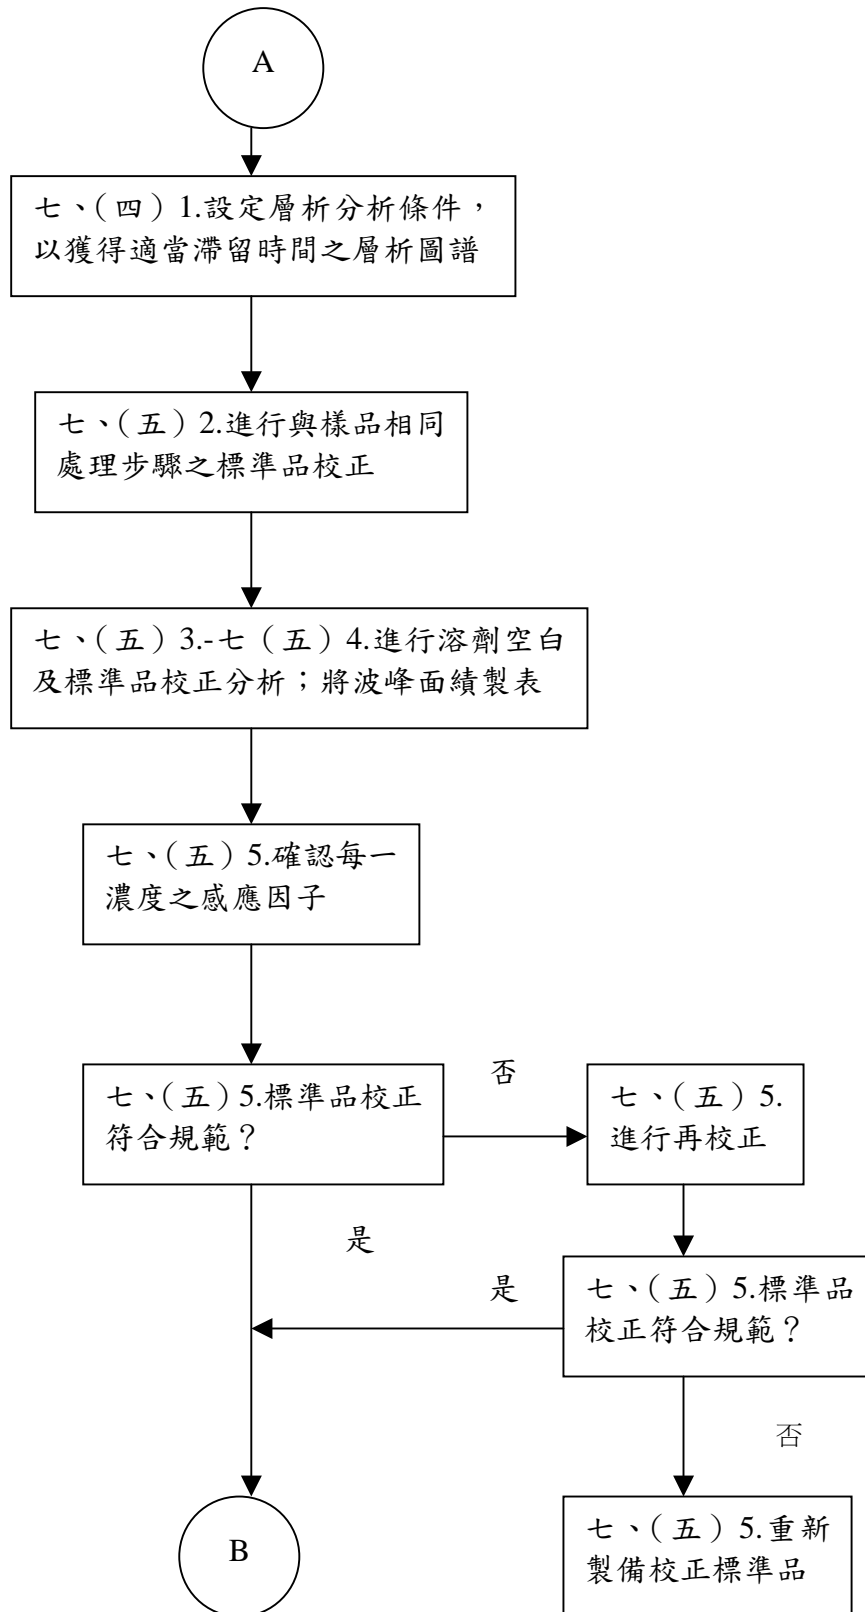 A
七、(四) 1.設定層析分析條件，
以獲得適當滯留時間之層析圖譜
七、(五) 2.進行與樣品相同
處理步驟之標準品校正
七、(五) 3.-七 (五) 4.進行溶劑空白
及標準品校正分析；將波峰面績製表
七、(五) 5.確認每一
濃度之感應因子
七、(五) 5.標準品校正
符合規範？
否
七、(五) 5.
進行再校正
是
是
七、(五) 5.標準品
校正符合規範？
否
B
七、(五) 5.重新
製備校正標準品